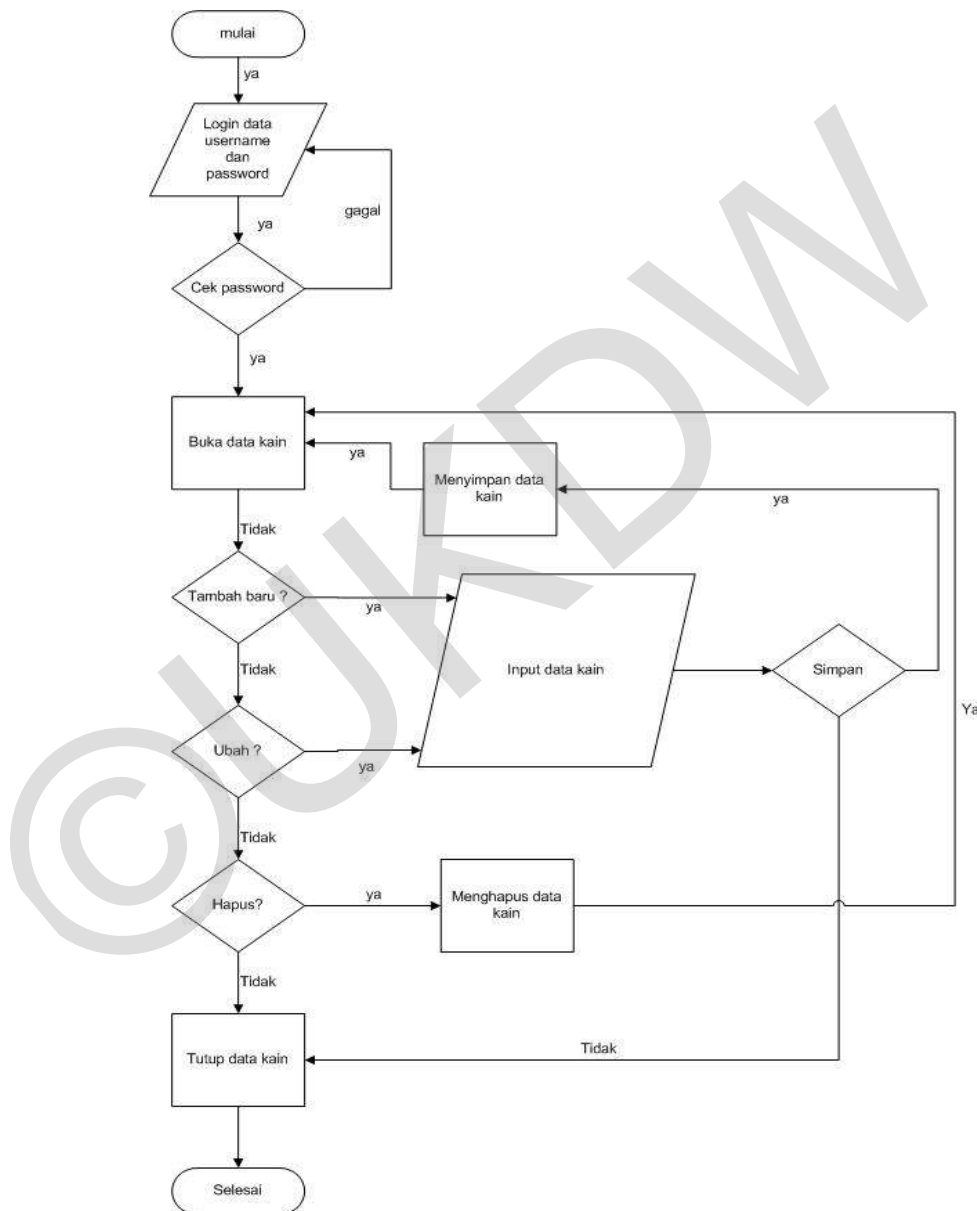 mulai
ya
Login data
username
dan
password
gagal
ya
Cek password
ya
Buka data kain
ya
Menyimpan data
kain
ya
Tidak
Tambah baru ?
ya
Input data kain
Simpan
Tidak
Ya
Ubah ?
ya
Tidak
Hapus?
ya
Menghapus data
kain
Tidak
Tutup data kain
Tidak
Selesai
©UKDW